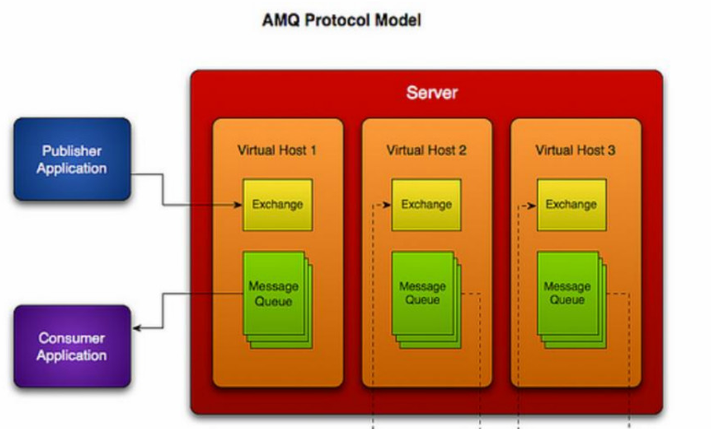 AMQ Protocol Model
Server
Publisher
Application
Virtual Host 1
Virtual Host 2
Virtual Host 3
Exchange
Exchange
Exchange
Message
Queue
Message
Queue
Message
Queue
Consumer
Application